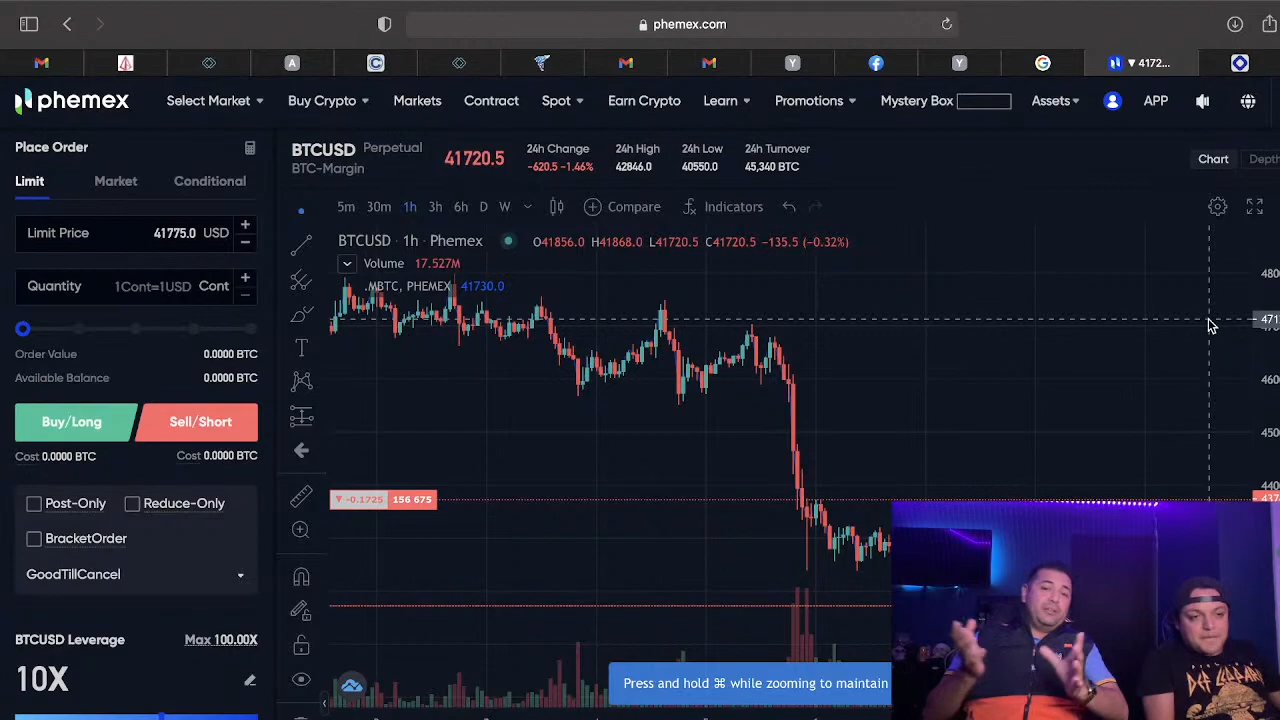 phemex.com
A
C
Y
Y
▼ 4172...
phemex
Select Market
Buy Crypto
Markets
Contract
Spot
Earn Crypto
Learn
Promotions
Mystery Box
Assets
APP
Place Order
Limit
Market
Conditional
Limit Price 41775.0 USD
+
−
Quantity 1Cont=1USD Cont
+
−
Order Value 0.0000 BTC
Available Balance 0.0000 BTC
Buy/Long
Sell/Short
Cost 0.0000 BTC
Cost 0.0000 BTC
Post-Only
Reduce-Only
BracketOrder
GoodTillCancel
BTCUSD Leverage Max 100.00X
10X
BTCUSD Perpetual
BTC-Margin
41720.5
24h Change
-620.5 -1.46%
24h High
42846.0
24h Low
40550.0
24h Turnover
45,340 BTC
Chart
Depth
5m 30m 1h 3h 6h D W
Compare
Indicators
BTCUSD · 1h · Phemex
O41856.0 H41868.0 L41720.5 C41720.5 −135.5 (−0.32%)
Volume 17.527M
.MBTC, PHEMEX 41730.0
T
▼ -0.1725 156 675
Press and hold ⌘ while zooming to maintain
DEF LEPPARD